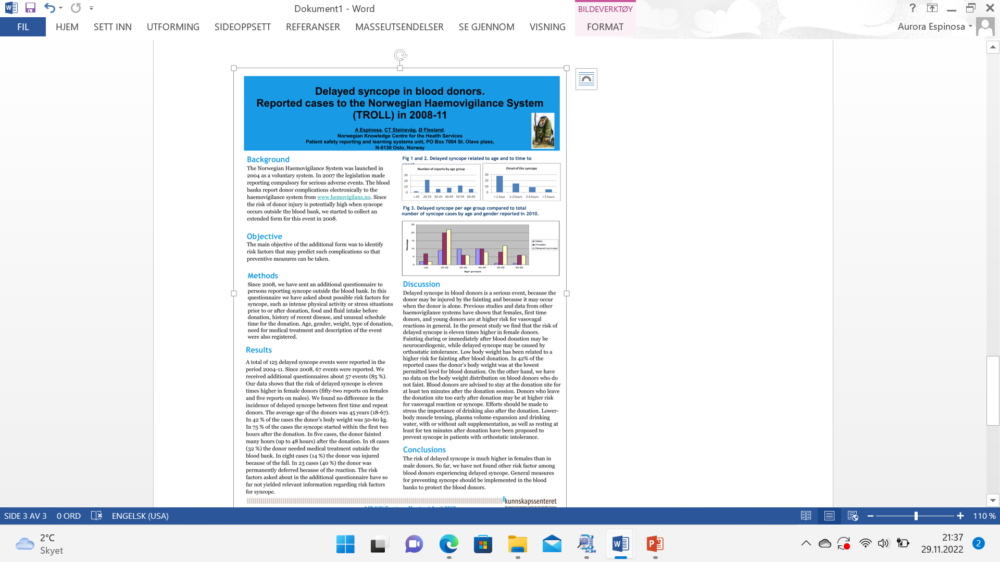 Dokument1 - Word
BILDEVERKTØY
FIL HJEM SETT INN UTFORMING SIDEOPPSETT REFERANSER MASSEUTSENDELSER SE GJENNOM VISNING FORMAT
Aurora Espinosa
Delayed syncope in blood donors.
Reported cases to the Norwegian Haemovigilance System
(TROLL) in 2008-11
A Espinosa, CT Steinsvåg, Ø Flesland.
Norwegian Knowledge Centre for the Health Services
Patient safety reporting and learning systems unit, PO Box 7004 St. Olavs plass,
N-0130 Oslo, Norway
Background
The Norwegian Haemovigilance System was launched in
2004 as a voluntary system. In 2007 the legislation made
reporting compulsory for serious adverse events. The blood
banks report donor complications electronically to the
haemovigilance system from www.hemovigilans.no. Since
the risk of donor injury is potentially high when syncope
occurs outside the blood bank, we started to collect an
extended form for this event in 2008.
Objective
The main objective of the additional form was to identify
risk factors that may predict such complications so that
preventive measures can be taken.
Methods
Since 2008, we have sent an additional questionnaire to
persons reporting syncope outside the blood bank. In this
questionnaire we have asked about possible risk factors for
syncope, such as intense physical activity or stress situations
prior to or after donation, food and fluid intake before
donation, history of recent disease, and unusual schedule
time for the donation. Age, gender, weight, type of donation,
need for medical treatment and description of the event
were also registered.
Results
A total of 125 delayed syncope events were reported in the
period 2004-11. Since 2008, 67 events were reported. We
received additional questionnaires about 57 events (85 %).
Our data shows that the risk of delayed syncope is eleven
times higher in female donors (fifty-two reports on females
and five reports on males). We found no difference in the
incidence of delayed syncope between first time and repeat
donors. The average age of the donors was 45 years (18-67).
In 42 % of the cases the donor's body weight was 50-60 kg.
In 75 % of the cases the syncope started within the first two
hours after the donation. In five cases, the donor fainted
many hours (up to 48 hours) after the donation. In 18 cases
(32 %) the donor needed medical treatment outside the
blood bank. In eight cases (14 %) the donor was injured
because of the fall. In 23 cases (40 %) the donor was
permanently deferred because of the reaction. The risk
factors asked about in the additional questionnaire have so
far not yielded relevant information regarding risk factors
for syncope.
Fig 1 and 2. Delayed syncope related to age and to time to
Number of reports by age group
30
20
10
0
< 20 20-29 30-39 40-49 50-59 60-69
Onset of the syncope
30
20
10
0
< 1 hour 1-2 hours 3-4 hours > 5 hours
Fig 3. Delayed syncope per age group compared to total
number of syncope cases by age and gender reported in 2010.
25
20
15
10
5
0
Percentage
<20 20-29 30-39 40-49 50-59 60-69
Age groups
Males
Females
Delayed syncope
Discussion
Delayed syncope in blood donors is a serious event, because the
donor may be injured by the fainting and because it may occur
when the donor is alone. Previous studies and data from other
haemovigilance systems have shown that females, first time
donors, and young donors are at higher risk for vasovagal
reactions in general. In the present study we find that the risk of
delayed syncope is eleven times higher in female donors.
Fainting during or immediately after blood donation may be
neurocardiogenic, while delayed syncope may be caused by
orthostatic intolerance. Low body weight has been related to a
higher risk for fainting after blood donation. In 42% of the
reported cases the donor's body weight was at the lowest
permitted level for blood donation. On the other hand, we have
no data on the body weight distribution on blood donors who do
not faint. Blood donors are advised to stay at the donation site for
at least ten minutes after the donation session. Donors who leave
the donation site too early after donation may be at higher risk
for vasovagal reaction or syncope. Efforts should be made to
stress the importance of drinking also after the donation. Lower-
body muscle tensing, plasma volume expansion and drinking
water, with or without salt supplementation, as well as resting at
least for ten minutes after donation have been proposed to
prevent syncope in patients with orthostatic intolerance.
Conclusions
The risk of delayed syncope is much higher in females than in
male donors. So far, we have not found other risk factor among
blood donors experiencing delayed syncope. General measures
for preventing syncope should be implemented in the blood
banks to protect the blood donors.
kunnskapssenteret
SIDE 3 AV 3 0 ORD ENGELSK (USA)
110 %
2°C
Skyet
21:37
29.11.2022
2